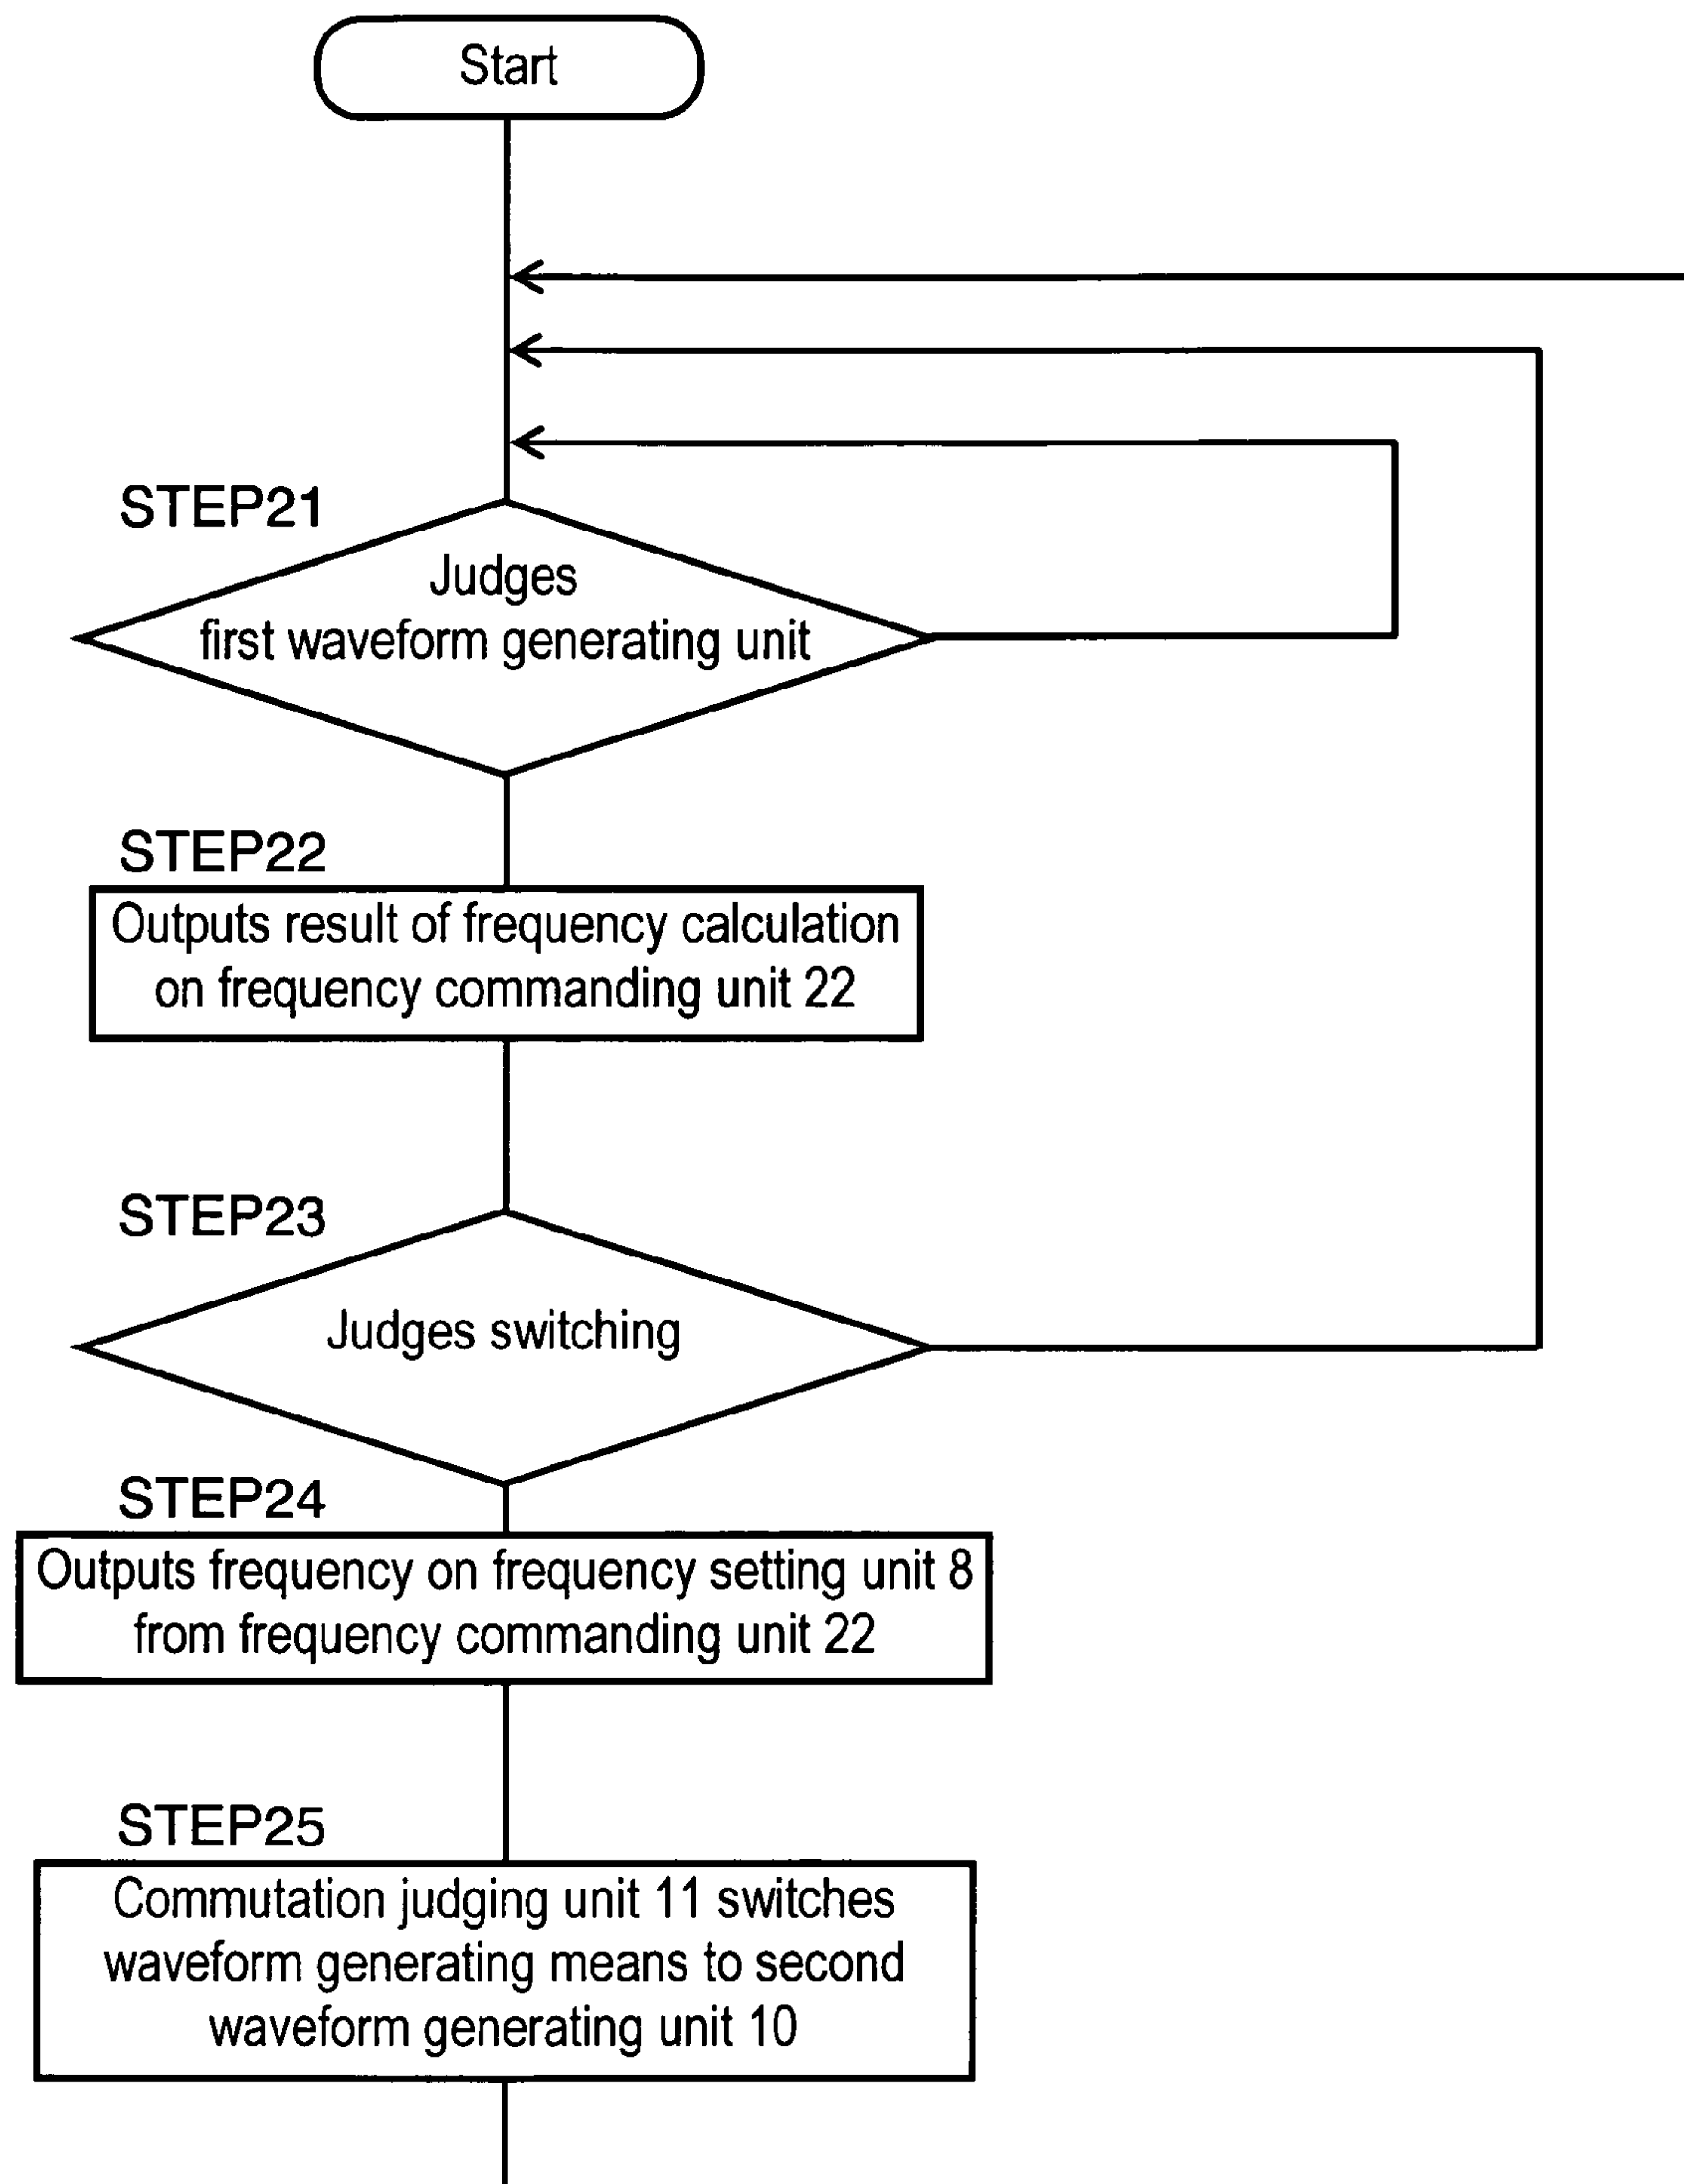 Start
STEP21
Judges
first waveform generating unit
STEP22
Outputs result of frequency calculation
on frequency commanding unit 22
STEP23
Judges switching
STEP24
Outputs frequency on frequency setting unit 8
from frequency commanding unit 22
STEP25
Commutation judging unit 11 switches
waveform generating means to second
waveform generating unit 10